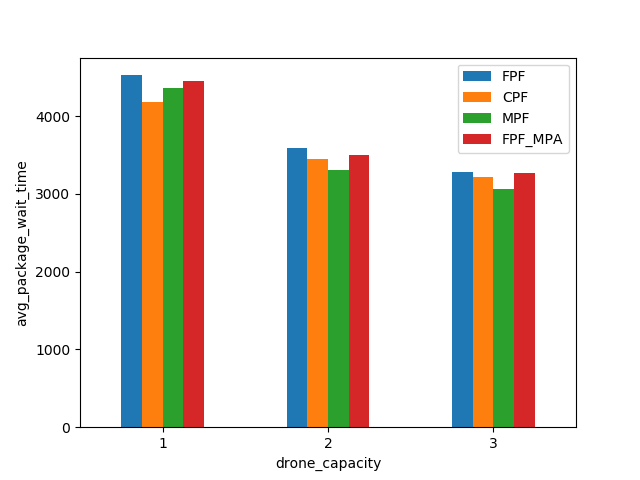 FPF
CPF
MPF
FPF_MPA
avg_package_wait_time
4000
3000
2000
1000
0
1 2 3
drone_capacity